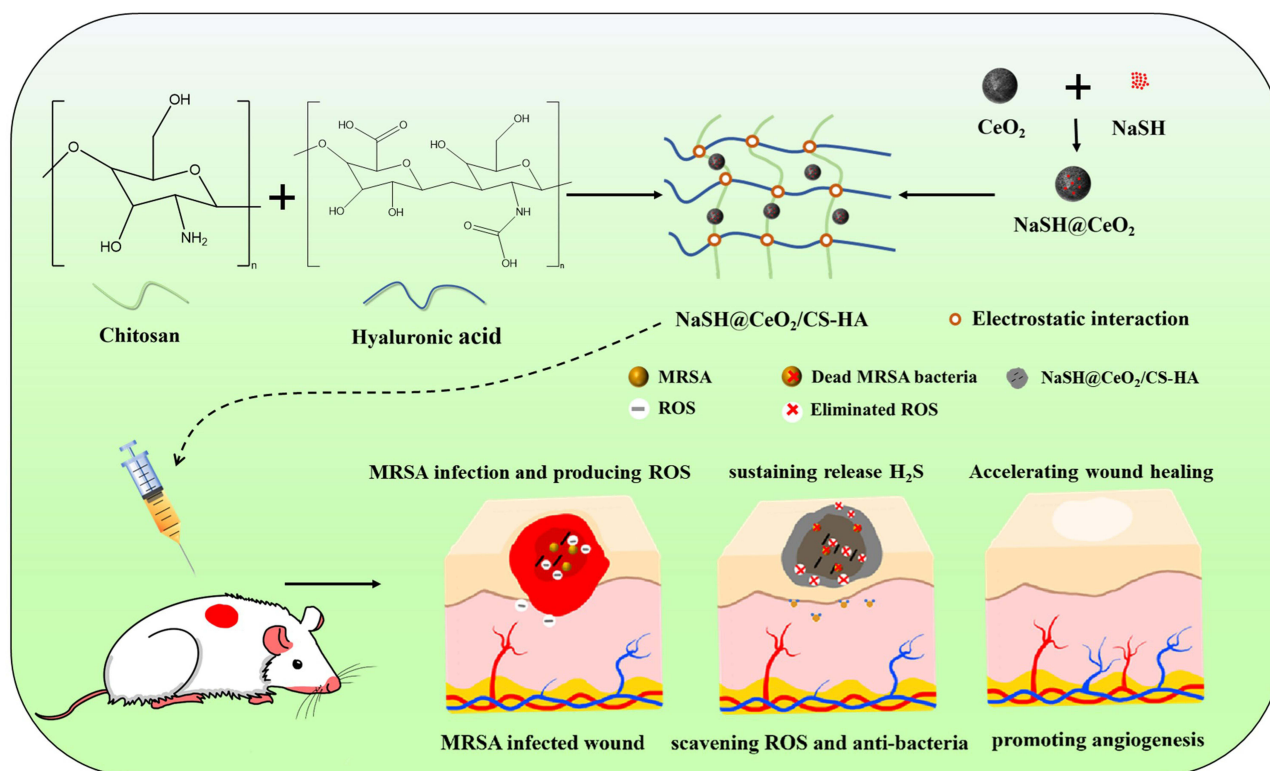 OH
O
O
HO
NH₂
n
+
HO
O
O
O
HO
OH
HO
OH
O
NH
O
OH
n
CeO₂
+
NaSH
NaSH@CeO₂
Chitosan
Hyaluronic acid
NaSH@CeO₂/CS-HA
Electrostatic interaction
MRSA
Dead MRSA bacteria
NaSH@CeO₂/CS-HA
ROS
Eliminated ROS
MRSA infection and producing ROS
sustaining release H₂S
Accelerating wound healing
MRSA infected wound
scavening ROS and anti-bacteria
promoting angiogenesis